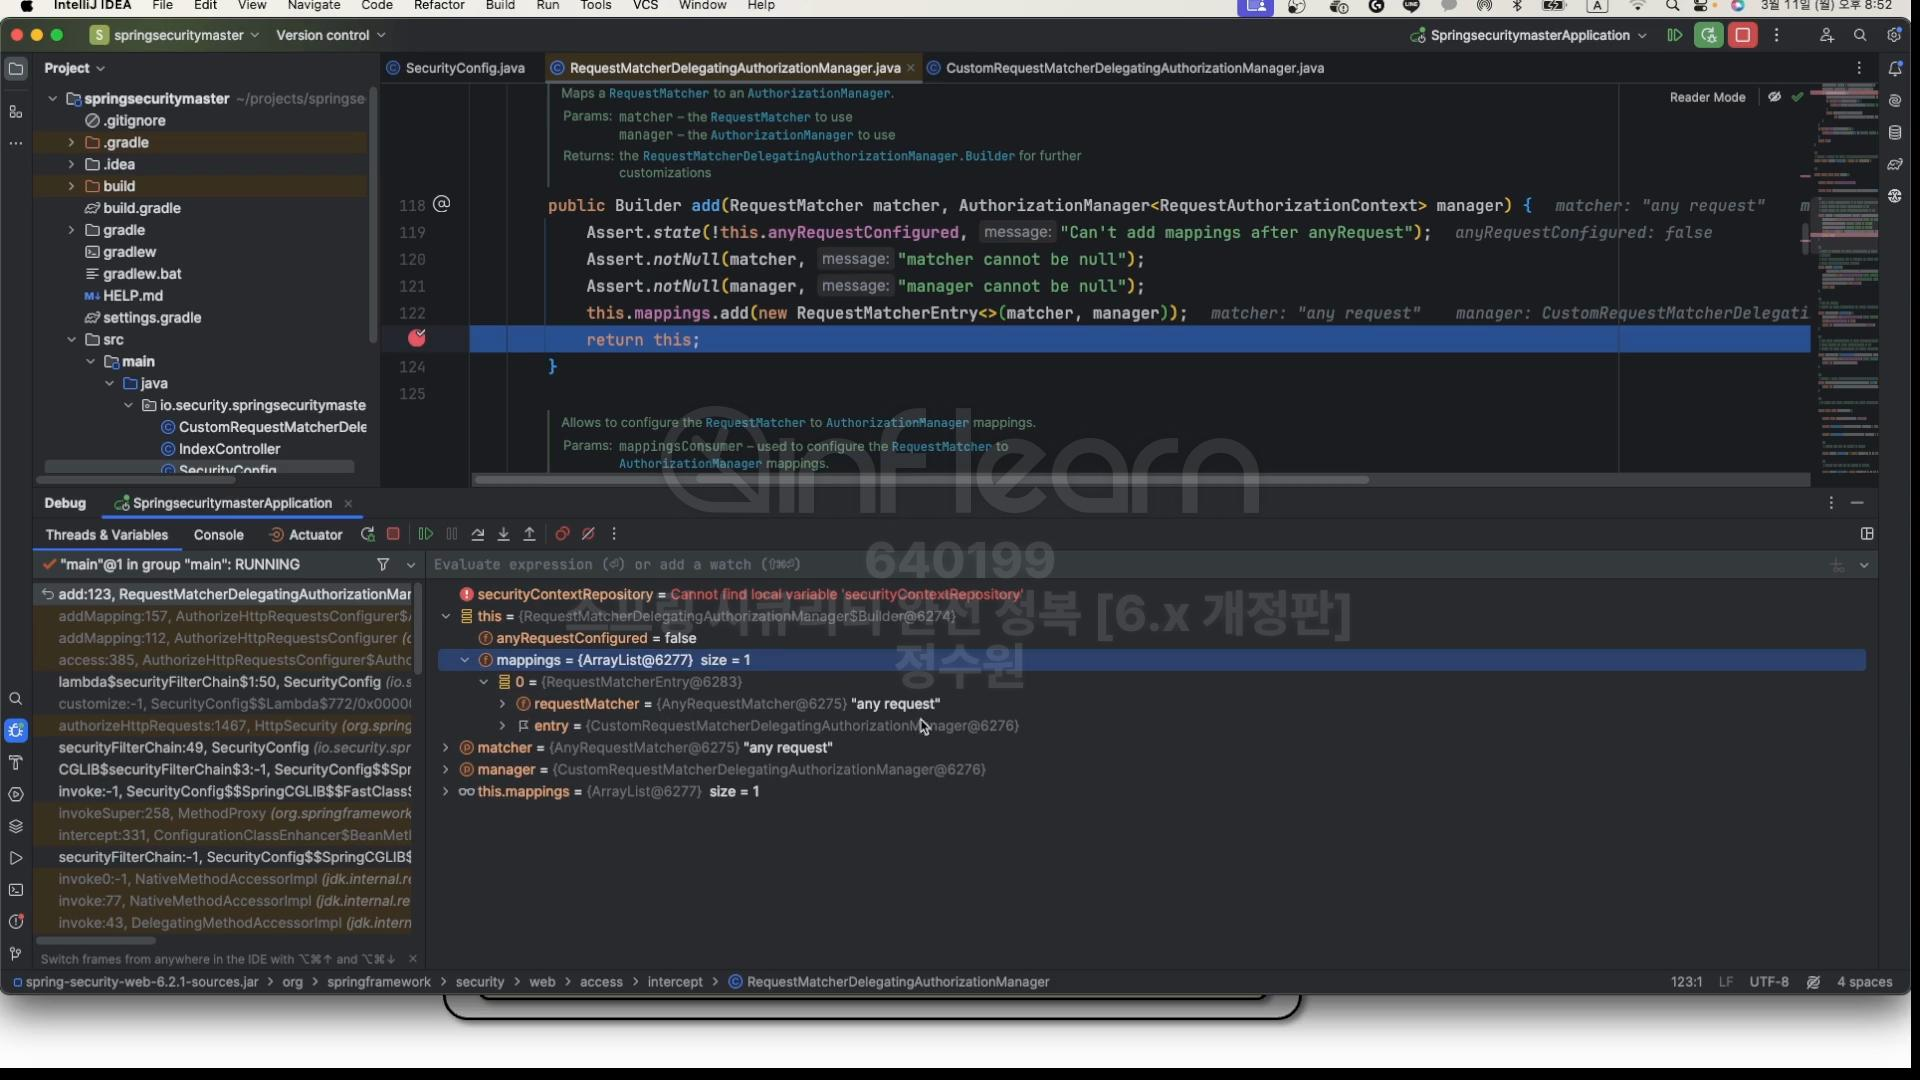 IntelliJ IDEA File Edit View Navigate Code Refactor Build Run Tools VCS Window Help
A 3월 11일 (월) 오후 8:52
S springsecuritymaster Version control SpringsecuritymasterApplication
Project
SecurityConfig.java RequestMatcherDelegatingAuthorizationManager.java CustomRequestMatcherDelegatingAuthorizationManager.java
springsecuritymaster ~/projects/springse
.gitignore
.gradle
.idea
build
build.gradle
gradle
gradlew
gradlew.bat
HELP.md
settings.gradle
src
main
java
io.security.springsecuritymaste
CustomRequestMatcherDele
IndexController
SecurityConfig
Reader Mode
Maps a RequestMatcher to an AuthorizationManager.
Params: matcher – the RequestMatcher to use
manager – the AuthorizationManager to use
Returns: the RequestMatcherDelegatingAuthorizationManager.Builder for further
customizations
118 public Builder add(RequestMatcher matcher, AuthorizationManager<RequestAuthorizationContext> manager) { matcher: "any request" m
119 Assert.state(!this.anyRequestConfigured, message: "Can't add mappings after anyRequest"); anyRequestConfigured: false
120 Assert.notNull(matcher, message: "matcher cannot be null");
121 Assert.notNull(manager, message: "manager cannot be null");
122 this.mappings.add(new RequestMatcherEntry<>(matcher, manager)); matcher: "any request" manager: CustomRequestMatcherDelegati
return this;
124 }
125
Allows to configure the RequestMatcher to AuthorizationManager mappings.
Params: mappingsConsumer – used to configure the RequestMatcher to
AuthorizationManager mappings.
inflearn
640199
스프링 시큐리티 완전 정복 [6.x 개정판]
정수원
Debug SpringsecuritymasterApplication
Threads & Variables Console Actuator
"main"@1 in group "main": RUNNING
Evaluate expression (⏎) or add a watch (⇧⌘⏎)
add:123, RequestMatcherDelegatingAuthorizationMar
addMapping:157, AuthorizeHttpRequestsConfigurer$A
addMapping:112, AuthorizeHttpRequestsConfigurer (o
access:385, AuthorizeHttpRequestsConfigurer$Autho
lambda$securityFilterChain$1:50, SecurityConfig (io.s
customize:-1, SecurityConfig$$Lambda$772/0x0000
authorizeHttpRequests:1467, HttpSecurity (org.spring
securityFilterChain:49, SecurityConfig (io.security.spr
CGLIB$securityFilterChain$3:-1, SecurityConfig$$Spr
invoke:-1, SecurityConfig$$SpringCGLIB$$FastClass$
invokeSuper:258, MethodProxy (org.springframework
intercept:331, ConfigurationClassEnhancer$BeanMetl
securityFilterChain:-1, SecurityConfig$$SpringCGLIB$
invoke0:-1, NativeMethodAccessorImpl (jdk.internal.re
invoke:77, NativeMethodAccessorImpl (jdk.internal.re
invoke:43, DelegatingMethodAccessorImpl (jdk.intern
Switch frames from anywhere in the IDE with ⌥⌘↑ and ⌥⌘↓
securityContextRepository = Cannot find local variable 'securityContextRepository'
this = {RequestMatcherDelegatingAuthorizationManager$Builder@6274}
anyRequestConfigured = false
mappings = {ArrayList@6277} size = 1
0 = {RequestMatcherEntry@6283}
requestMatcher = {AnyRequestMatcher@6275} "any request"
entry = {CustomRequestMatcherDelegatingAuthorizationManager@6276}
matcher = {AnyRequestMatcher@6275} "any request"
manager = {CustomRequestMatcherDelegatingAuthorizationManager@6276}
this.mappings = {ArrayList@6277} size = 1
spring-security-web-6.2.1-sources.jar > org > springframework > security > web > access > intercept > RequestMatcherDelegatingAuthorizationManager
123:1 LF UTF-8 4 spaces